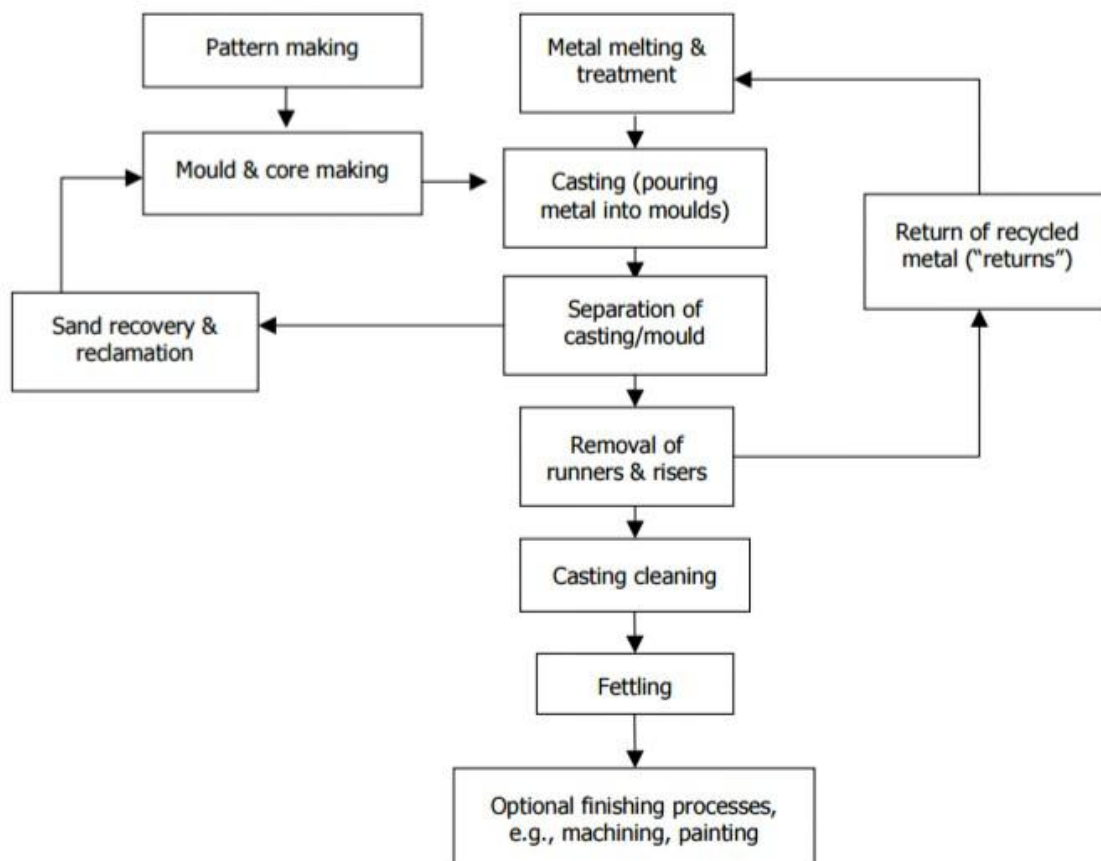 Pattern making
Metal melting &
treatment
Mould & core making
Casting (pouring
metal into moulds)
Return of recycled
metal (“returns”)
Sand recovery &
reclamation
Separation of
casting/mould
Removal of
runners & risers
Casting cleaning
Fettling
Optional finishing processes,
e.g., machining, painting